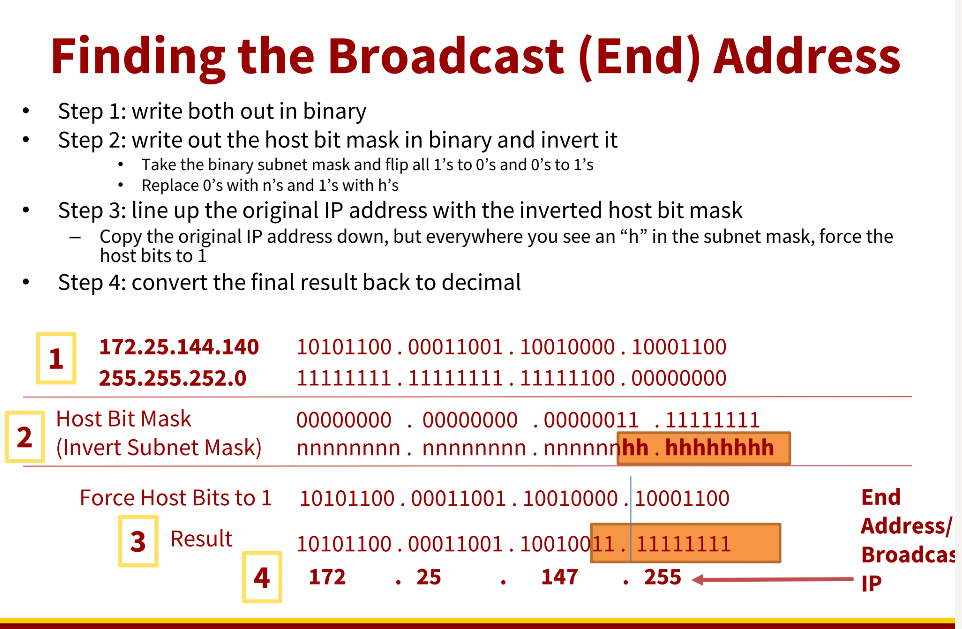 Finding the Broadcast (End) Address
• Step 1: write both out in binary
• Step 2: write out the host bit mask in binary and invert it
• Take the binary subnet mask and flip all 1’s to 0’s and 0’s to 1’s
• Replace 0’s with n’s and 1’s with h’s
• Step 3: line up the original IP address with the inverted host bit mask
– Copy the original IP address down, but everywhere you see an “h” in the subnet mask, force the
host bits to 1
• Step 4: convert the final result back to decimal
1
172.25.144.140 10101100 . 00011001 . 10010000 . 10001100
255.255.252.0 11111111 . 11111111 . 11111100 . 00000000
2
Host Bit Mask 00000000 . 00000000 . 00000011 . 11111111
(Invert Subnet Mask) nnnnnnnn . nnnnnnnn . nnnnnnhh . hhhhhhhh
Force Host Bits to 1 10101100 . 00011001 . 10010000 . 10001100
3
Result 10101100 . 00011001 . 10010011 . 11111111
4
172 . 25 . 147 . 255
End
Address/
Broadcas
IP